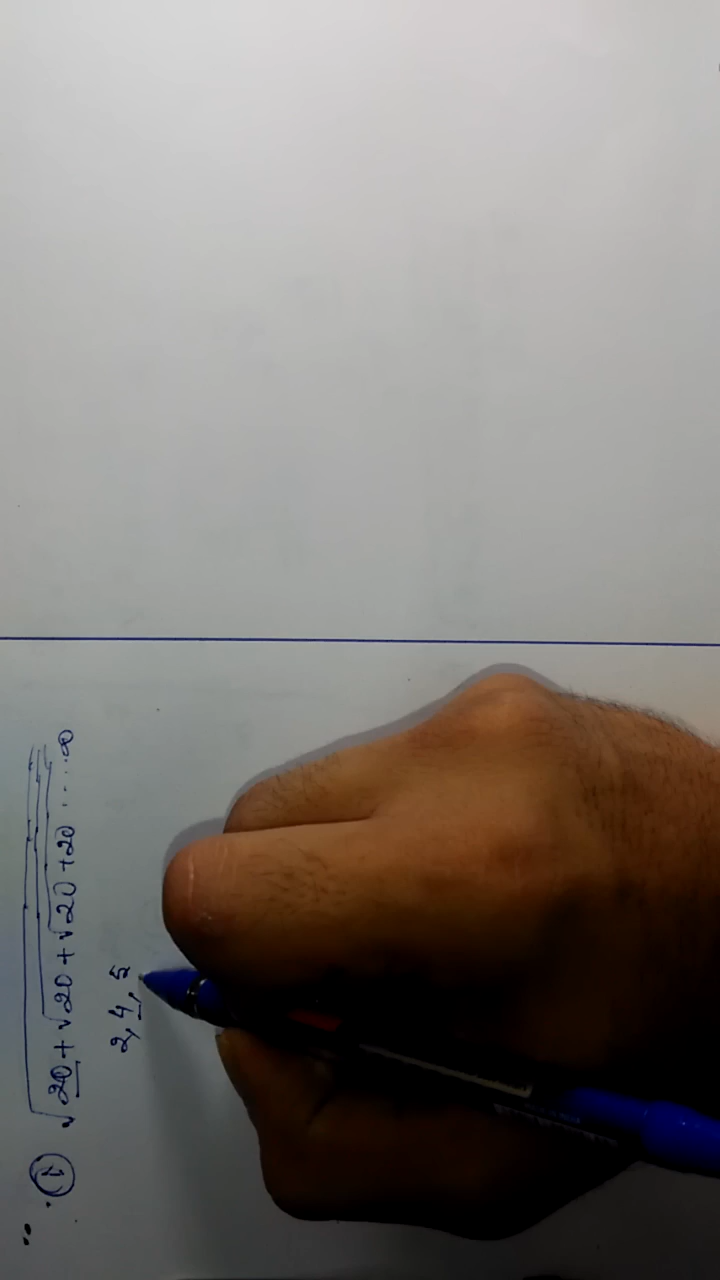 ① √20 + √20 + √20 + 20 ....∞
2, 4, 5